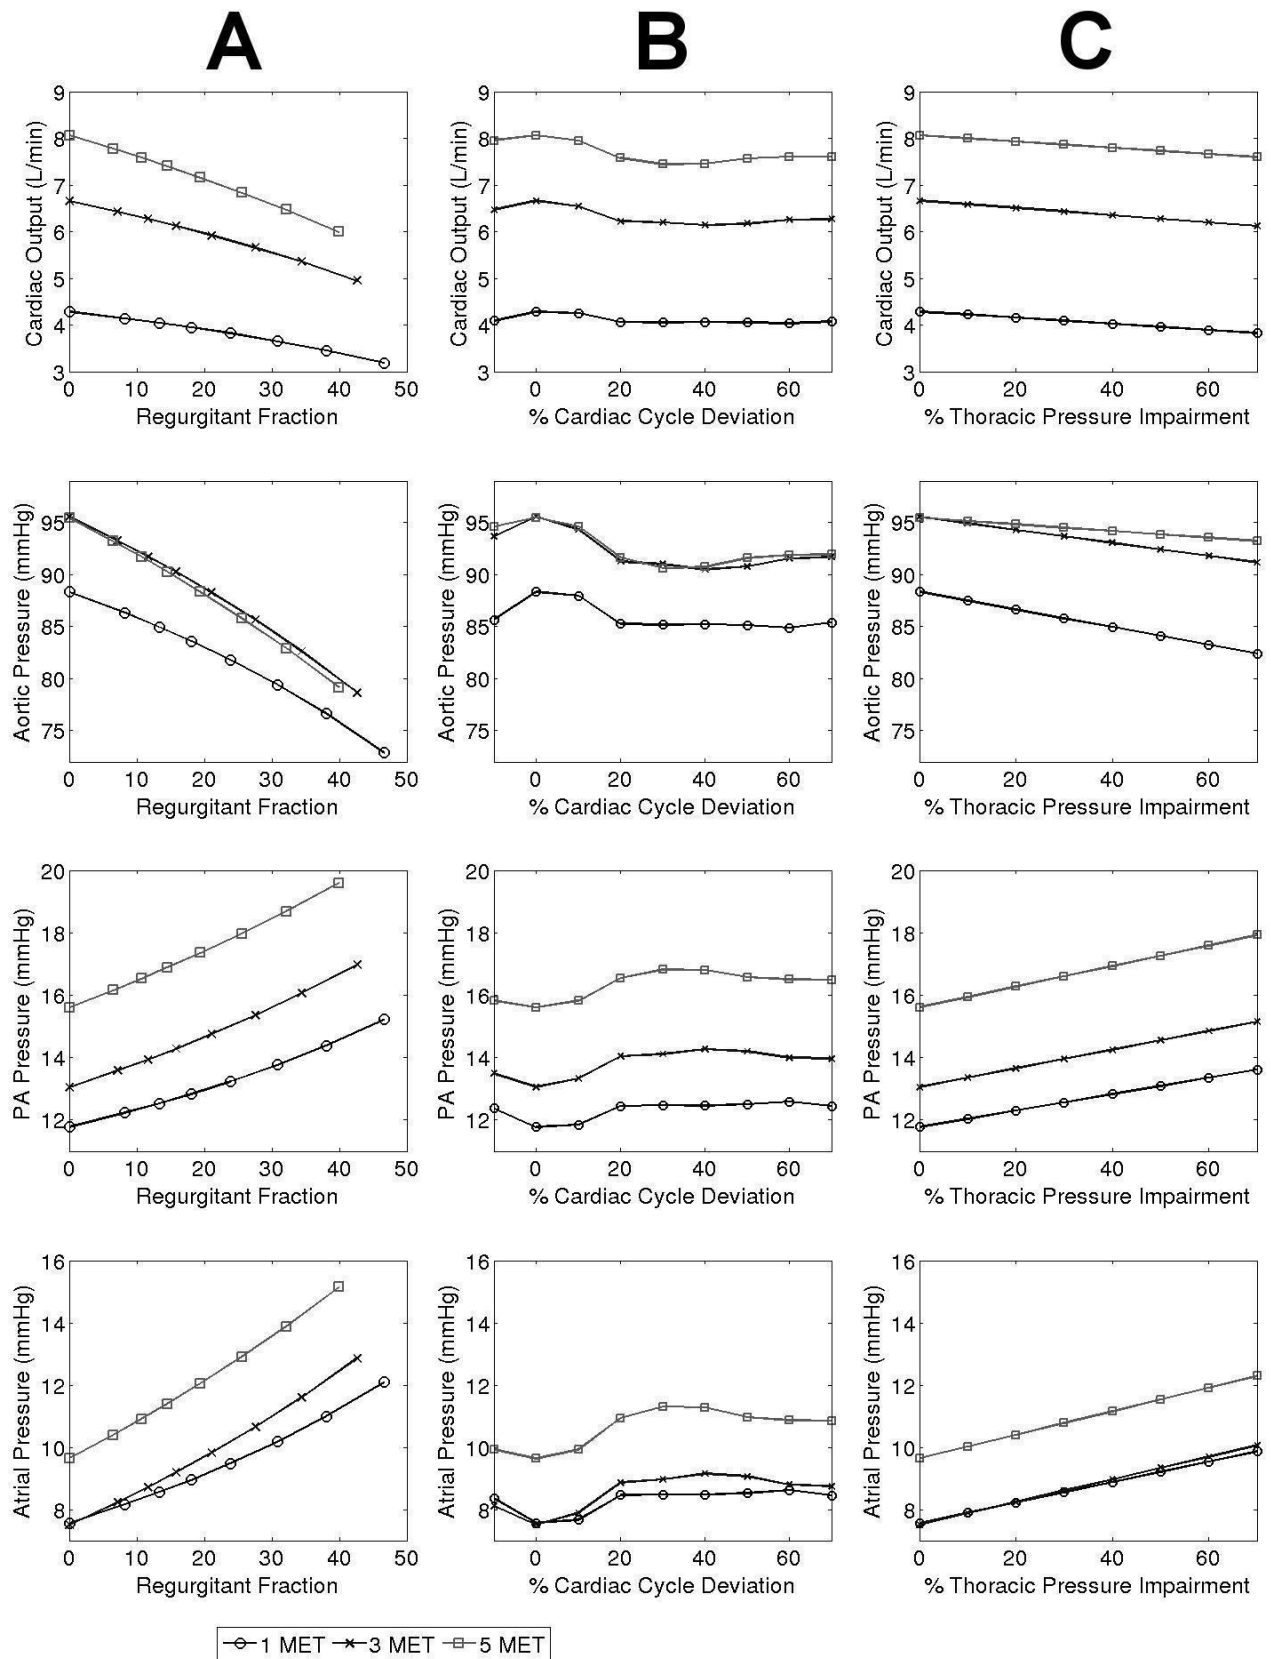 A B C
9 9 9
8 8 8
7 7 7
6 6 6
5 5 5
4 4 4
3 3 3
Cardiac Output (L/min) Cardiac Output (L/min) Cardiac Output (L/min)
0 10 20 30 40 50 0 20 40 60 0 20 40 60
Regurgitant Fraction % Cardiac Cycle Deviation % Thoracic Pressure Impairment
95 95 95
90 90 90
85 85 85
80 80 80
75 75 75
Aortic Pressure (mmHg) Aortic Pressure (mmHg) Aortic Pressure (mmHg)
0 10 20 30 40 50 0 20 40 60 0 20 40 60
Regurgitant Fraction % Cardiac Cycle Deviation % Thoracic Pressure Impairment
20 20 20
18 18 18
16 16 16
14 14 14
12 12 12
PA Pressure (mmHg) PA Pressure (mmHg) PA Pressure (mmHg)
0 10 20 30 40 50 0 20 40 60 0 20 40 60
Regurgitant Fraction % Cardiac Cycle Deviation % Thoracic Pressure Impairment
16 16 16
14 14 14
12 12 12
10 10 10
8 8 8
Atrial Pressure (mmHg) Atrial Pressure (mmHg) Atrial Pressure (mmHg)
0 10 20 30 40 50 0 20 40 60 0 20 40 60
Regurgitant Fraction % Cardiac Cycle Deviation % Thoracic Pressure Impairment
1 MET 3 MET 5 MET